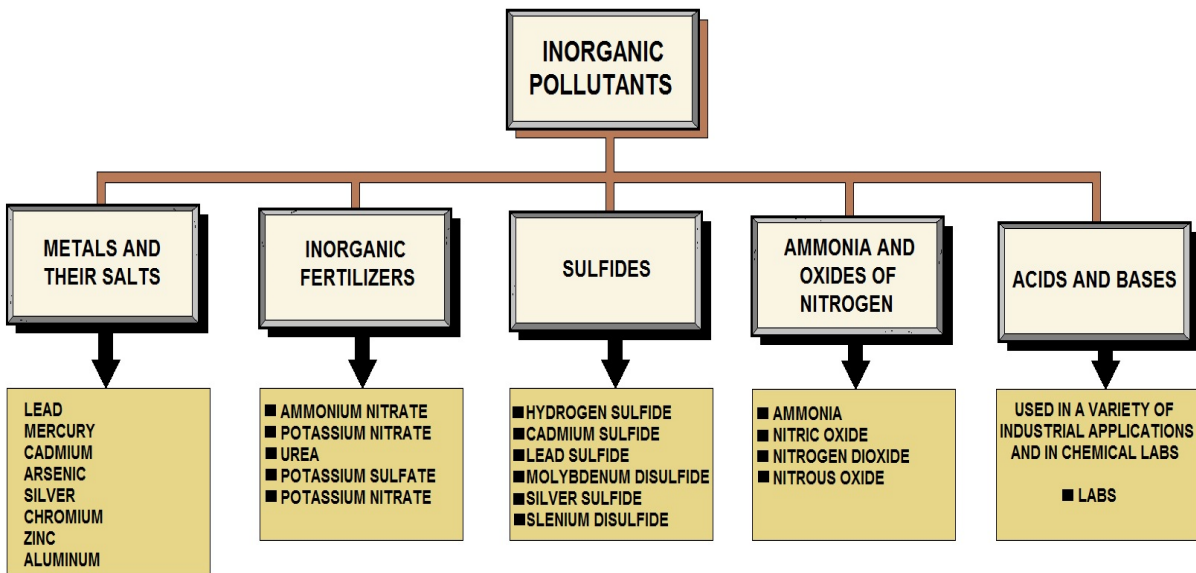 INORGANIC
POLLUTANTS
METALS AND
THEIR SALTS
INORGANIC
FERTILIZERS
SULFIDES
AMMONIA AND
OXIDES OF
NITROGEN
ACIDS AND BASES
LEAD
MERCURY
CADMIUM
ARSENIC
SILVER
CHROMIUM
ZINC
ALUMINUM
■ AMMONIUM NITRATE
■ POTASSIUM NITRATE
■ UREA
■ POTASSIUM SULFATE
■ POTASSIUM NITRATE
■ HYDROGEN SULFIDE
■ CADMIUM SULFIDE
■ LEAD SULFIDE
■ MOLYBDENUM DISULFIDE
■ SILVER SULFIDE
■ SLENIUM DISULFIDE
■ AMMONIA
■ NITRIC OXIDE
■ NITROGEN DIOXIDE
■ NITROUS OXIDE
USED IN A VARIETY OF
INDUSTRIAL APPLICATIONS
AND IN CHEMICAL LABS
■ LABS